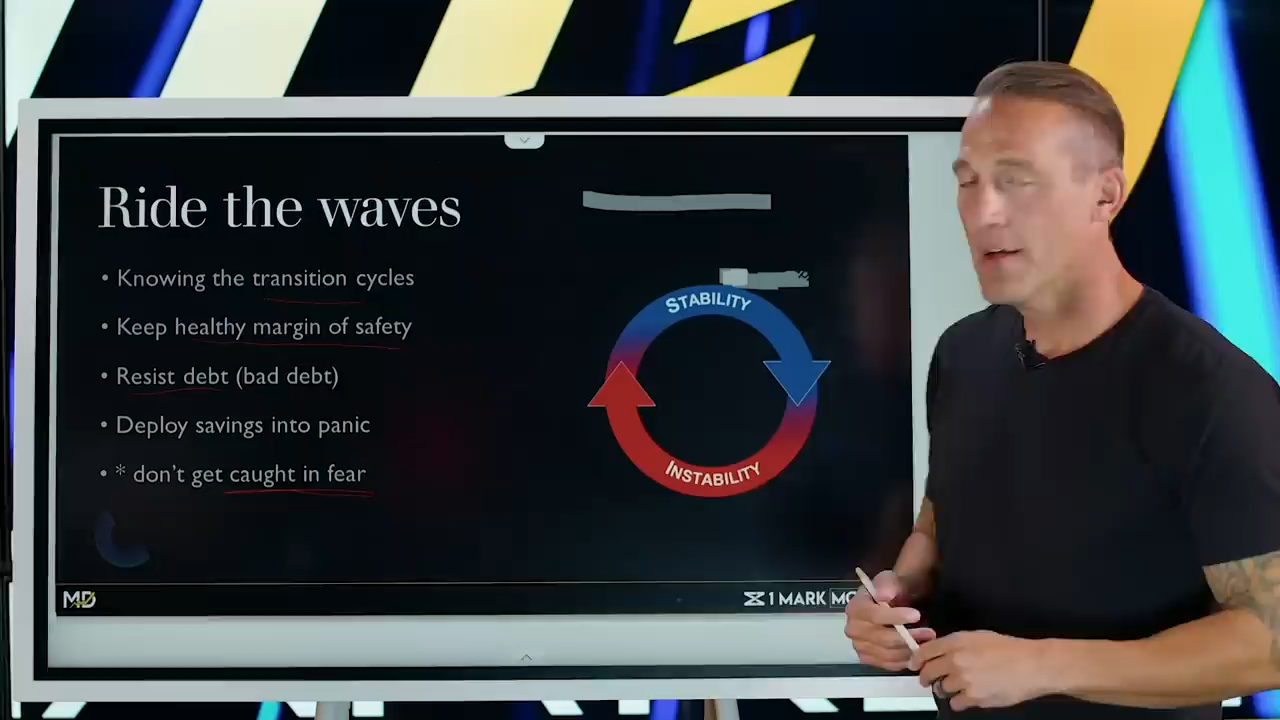 Ride the waves
• Knowing the transition cycles
• Keep healthy margin of safety
• Resist debt (bad debt)
• Deploy savings into panic
• * don't get caught in fear
STABILITY
INSTABILITY
MD
1 MARK MO